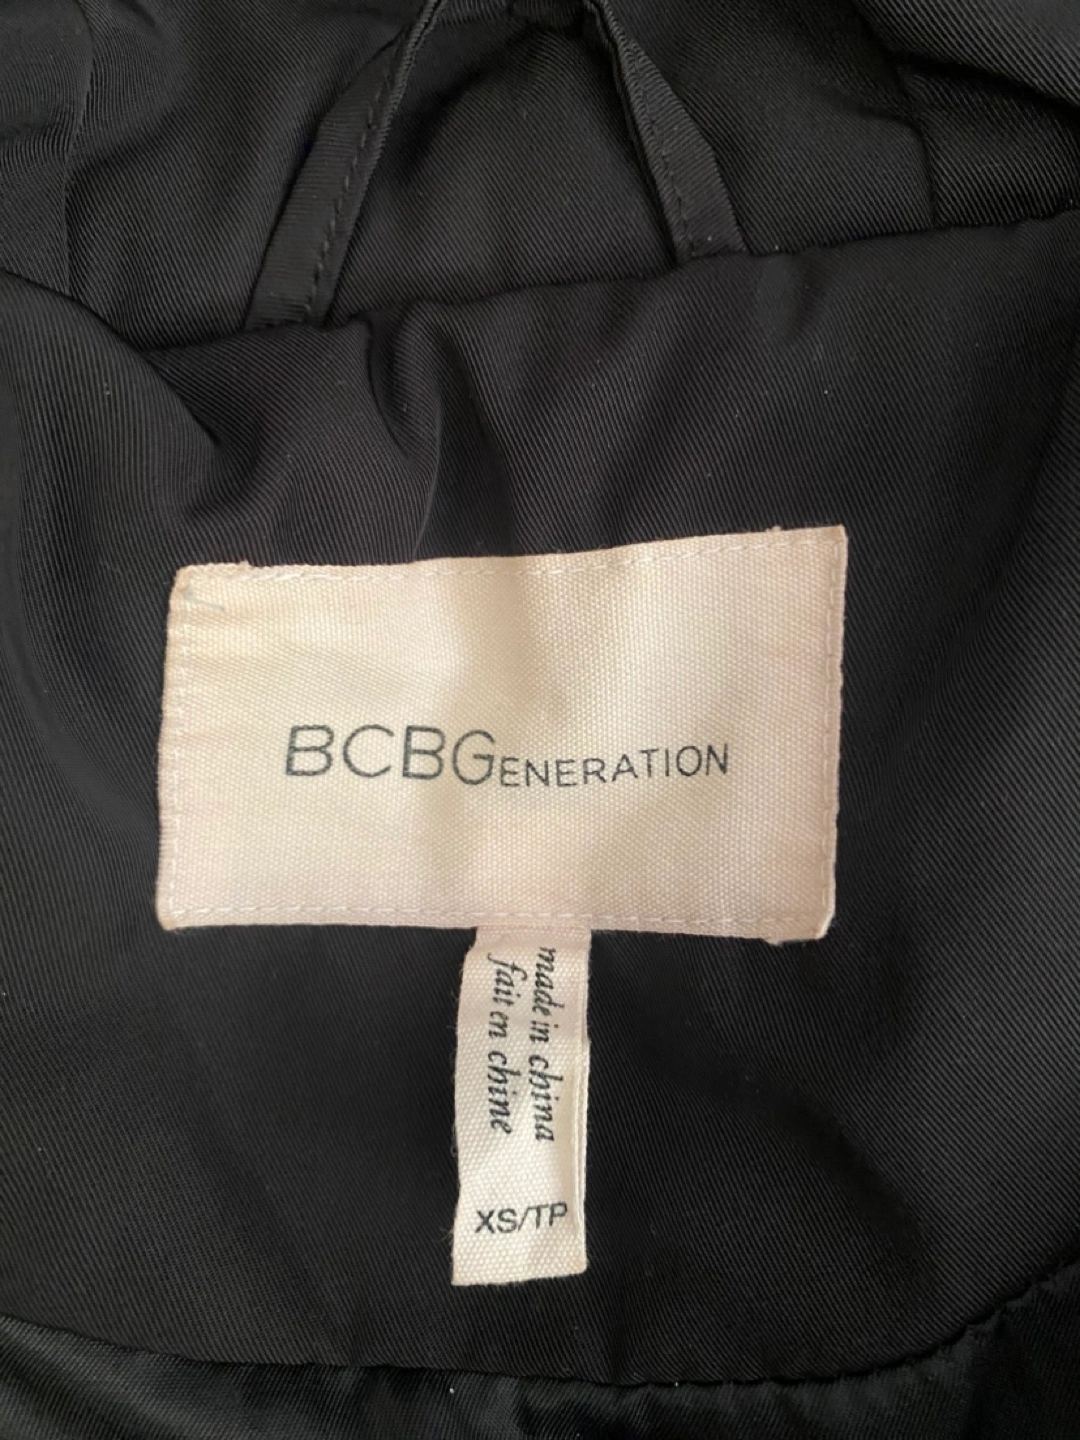 BCBGENERATION
made in china
fait en chine
XS/TP